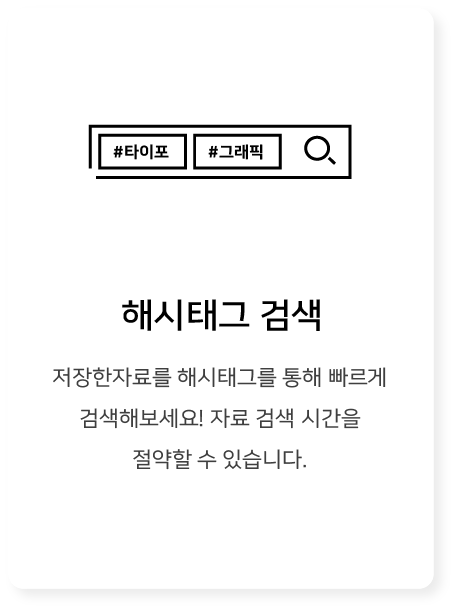 #타이포 #그래픽
해시태그 검색
저장한자료를 해시태그를 통해 빠르게
검색해보세요! 자료 검색 시간을
절약할 수 있습니다.